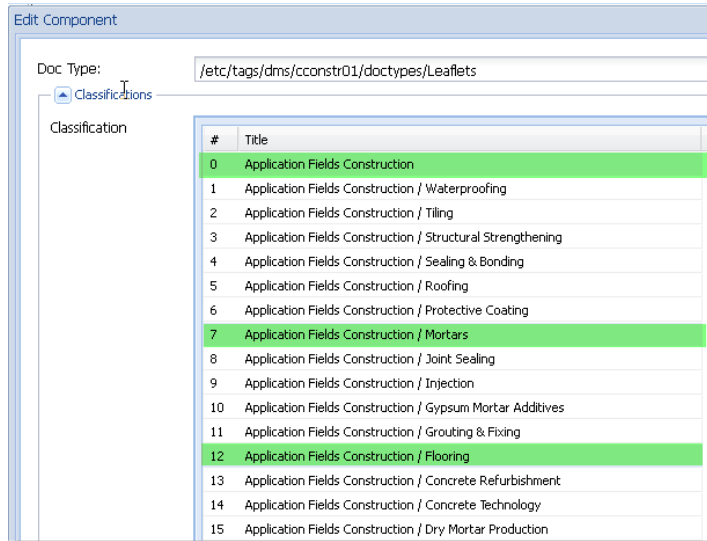 Edit Component
Doc Type: /etc/tags/dms/cconstr01/doctypes/Leaflets
Classifications
Classification
# Title
0 Application Fields Construction
1 Application Fields Construction / Waterproofing
2 Application Fields Construction / Tiling
3 Application Fields Construction / Structural Strengthening
4 Application Fields Construction / Sealing & Bonding
5 Application Fields Construction / Roofing
6 Application Fields Construction / Protective Coating
7 Application Fields Construction / Mortars
8 Application Fields Construction / Joint Sealing
9 Application Fields Construction / Injection
10 Application Fields Construction / Gypsum Mortar Additives
11 Application Fields Construction / Grouting & Fixing
12 Application Fields Construction / Flooring
13 Application Fields Construction / Concrete Refurbishment
14 Application Fields Construction / Concrete Technology
15 Application Fields Construction / Dry Mortar Production